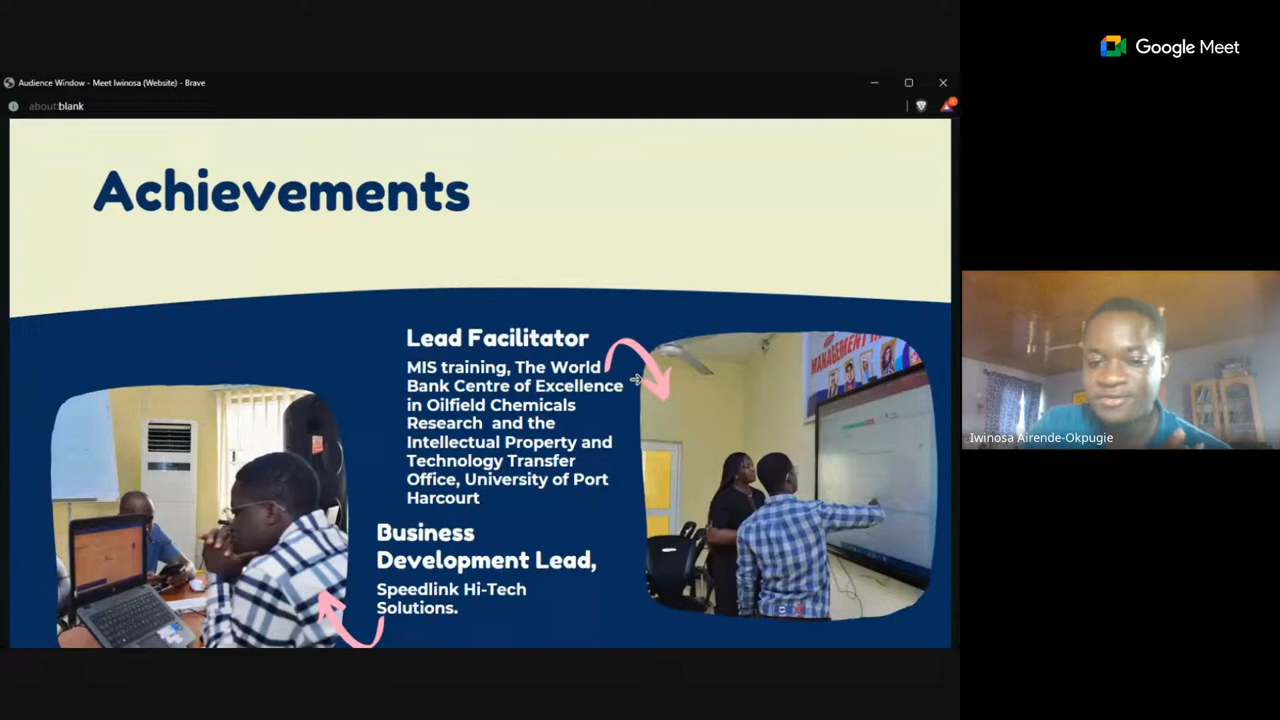 Google Meet
Audience Window - Meet Iwinosa (Website) - Brave
about:blank
Achievements
Lead Facilitator
MIS training, The World
Bank Centre of Excellence
in Oilfield Chemicals
Research and the
Intellectual Property and
Technology Transfer
Office, University of Port
Harcourt
MANAGEMENT
Business
Development Lead,
Speedlink Hi-Tech
Solutions.
Iwinosa Airende-Okpugie